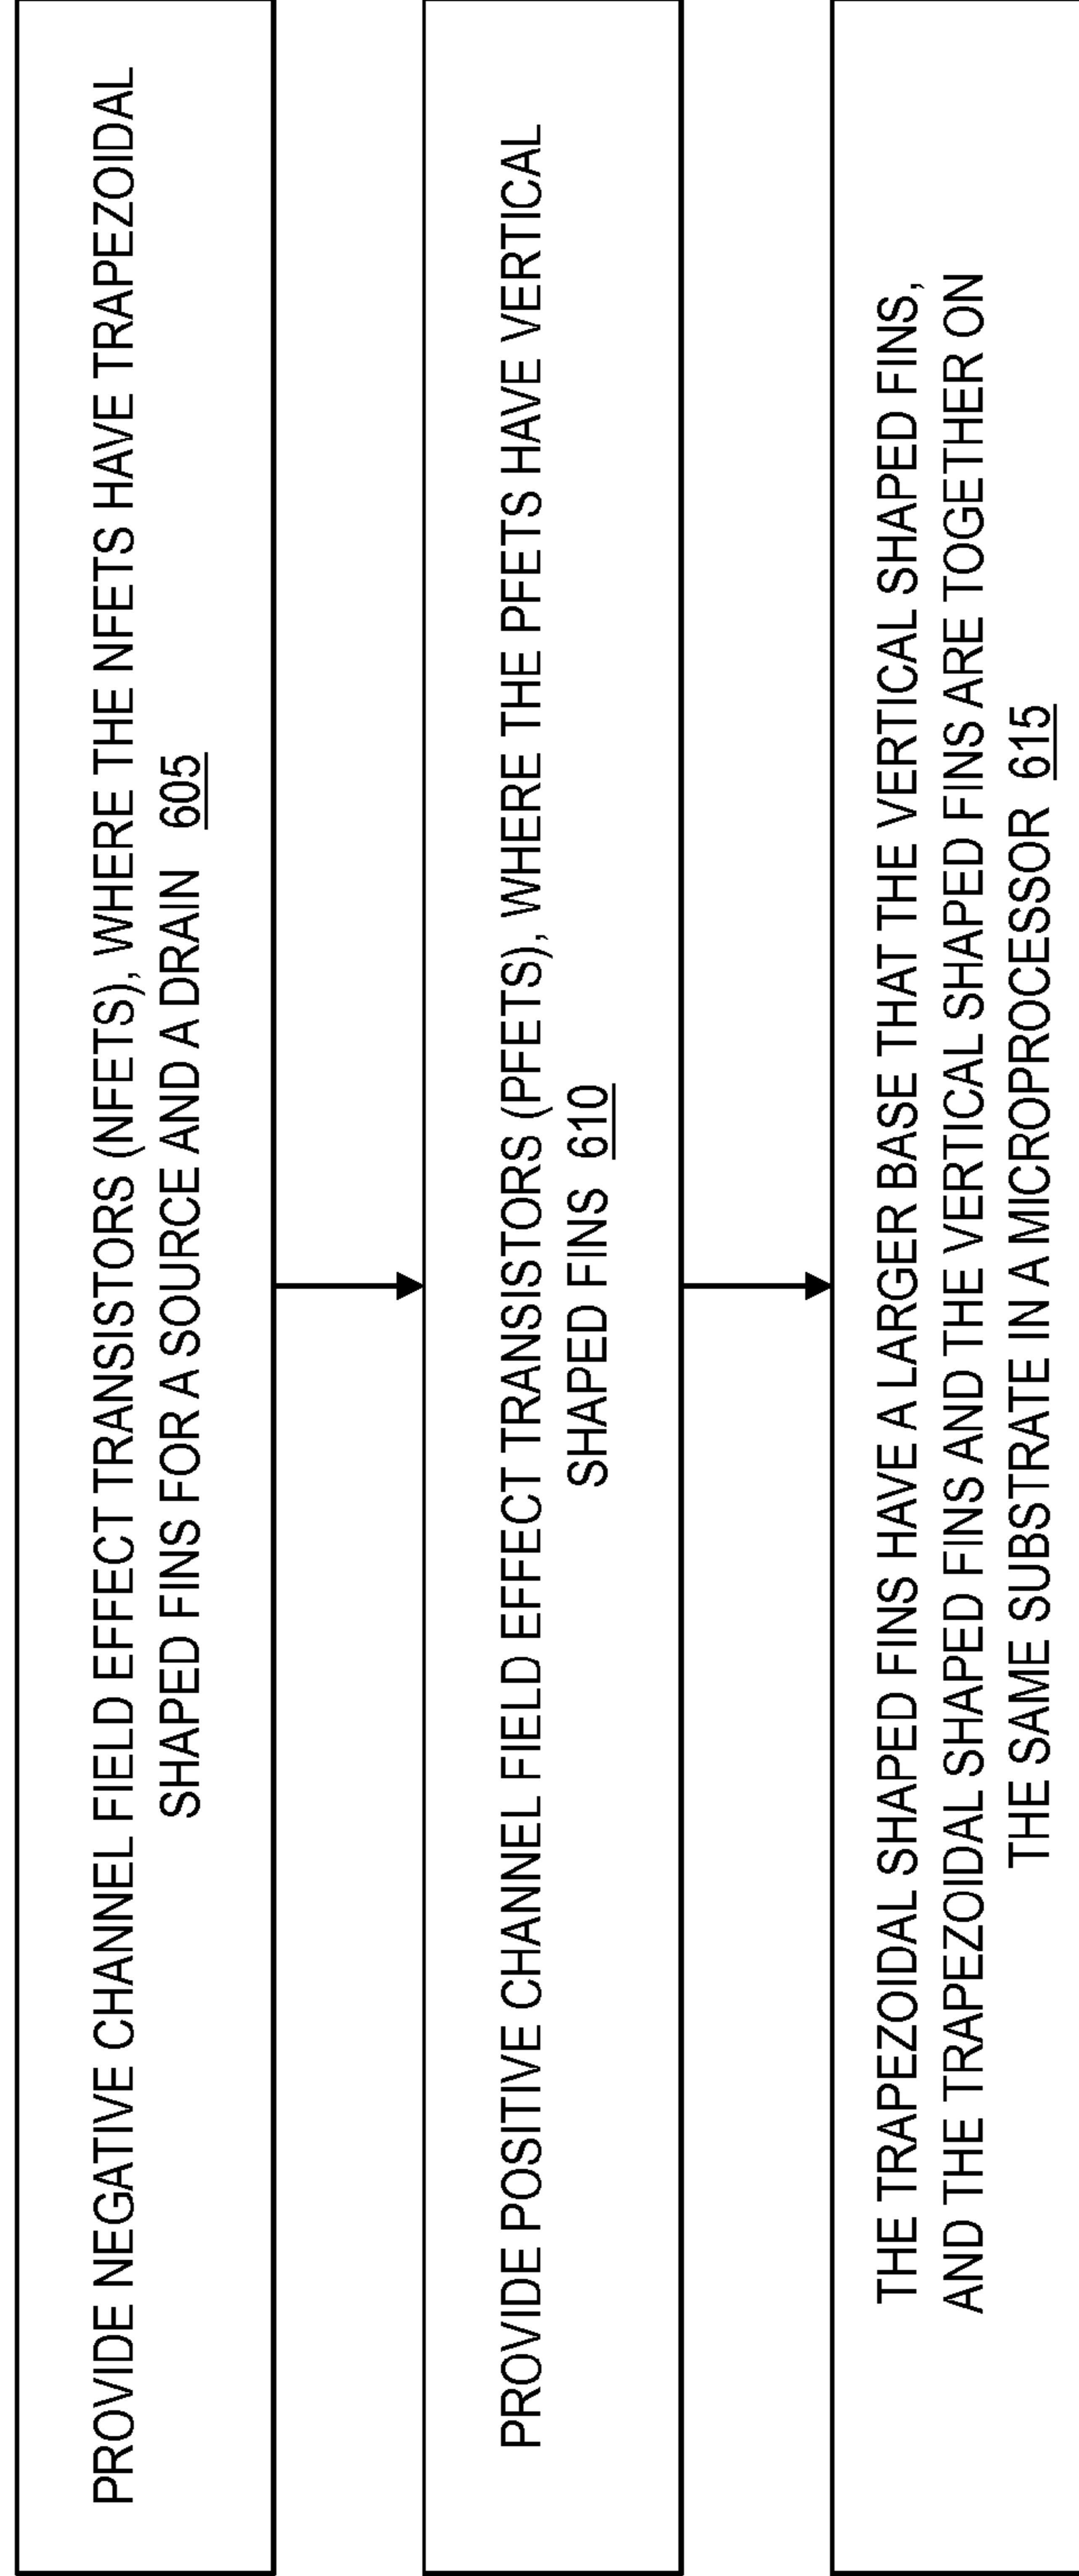 PROVIDE NEGATIVE CHANNEL FIELD EFFECT TRANSISTORS (NFETS), WHERE THE NFETS HAVE TRAPEZOIDAL
SHAPED FINS FOR A SOURCE AND A DRAIN 605
PROVIDE POSITIVE CHANNEL FIELD EFFECT TRANSISTORS (PFETS), WHERE THE PFETS HAVE VERTICAL
SHAPED FINS 610
THE TRAPEZOIDAL SHAPED FINS HAVE A LARGER BASE THAT THE VERTICAL SHAPED FINS,
AND THE TRAPEZOIDAL SHAPED FINS AND THE VERTICAL SHAPED FINS ARE TOGETHER ON
THE SAME SUBSTRATE IN A MICROPROCESSOR 615